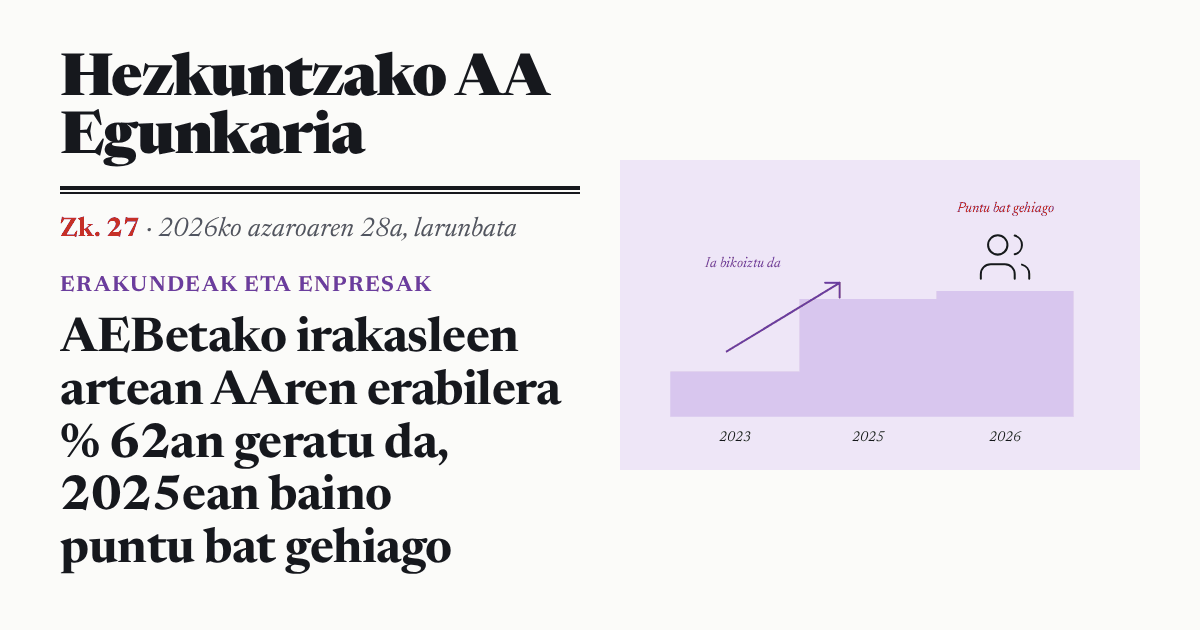 Hezkuntzako AA
Egunkaria
Zk. 27 · 2026ko azaroaren 28a, larunbata
ERAKUNDEAK ETA ENPRESAK
AEBetako irakasleen
artean AAren erabilera
% 62an geratu da,
2025ean baino
puntu bat gehiago
Puntu bat gehiago
Ia bikoiztu da
2023
2025
2026